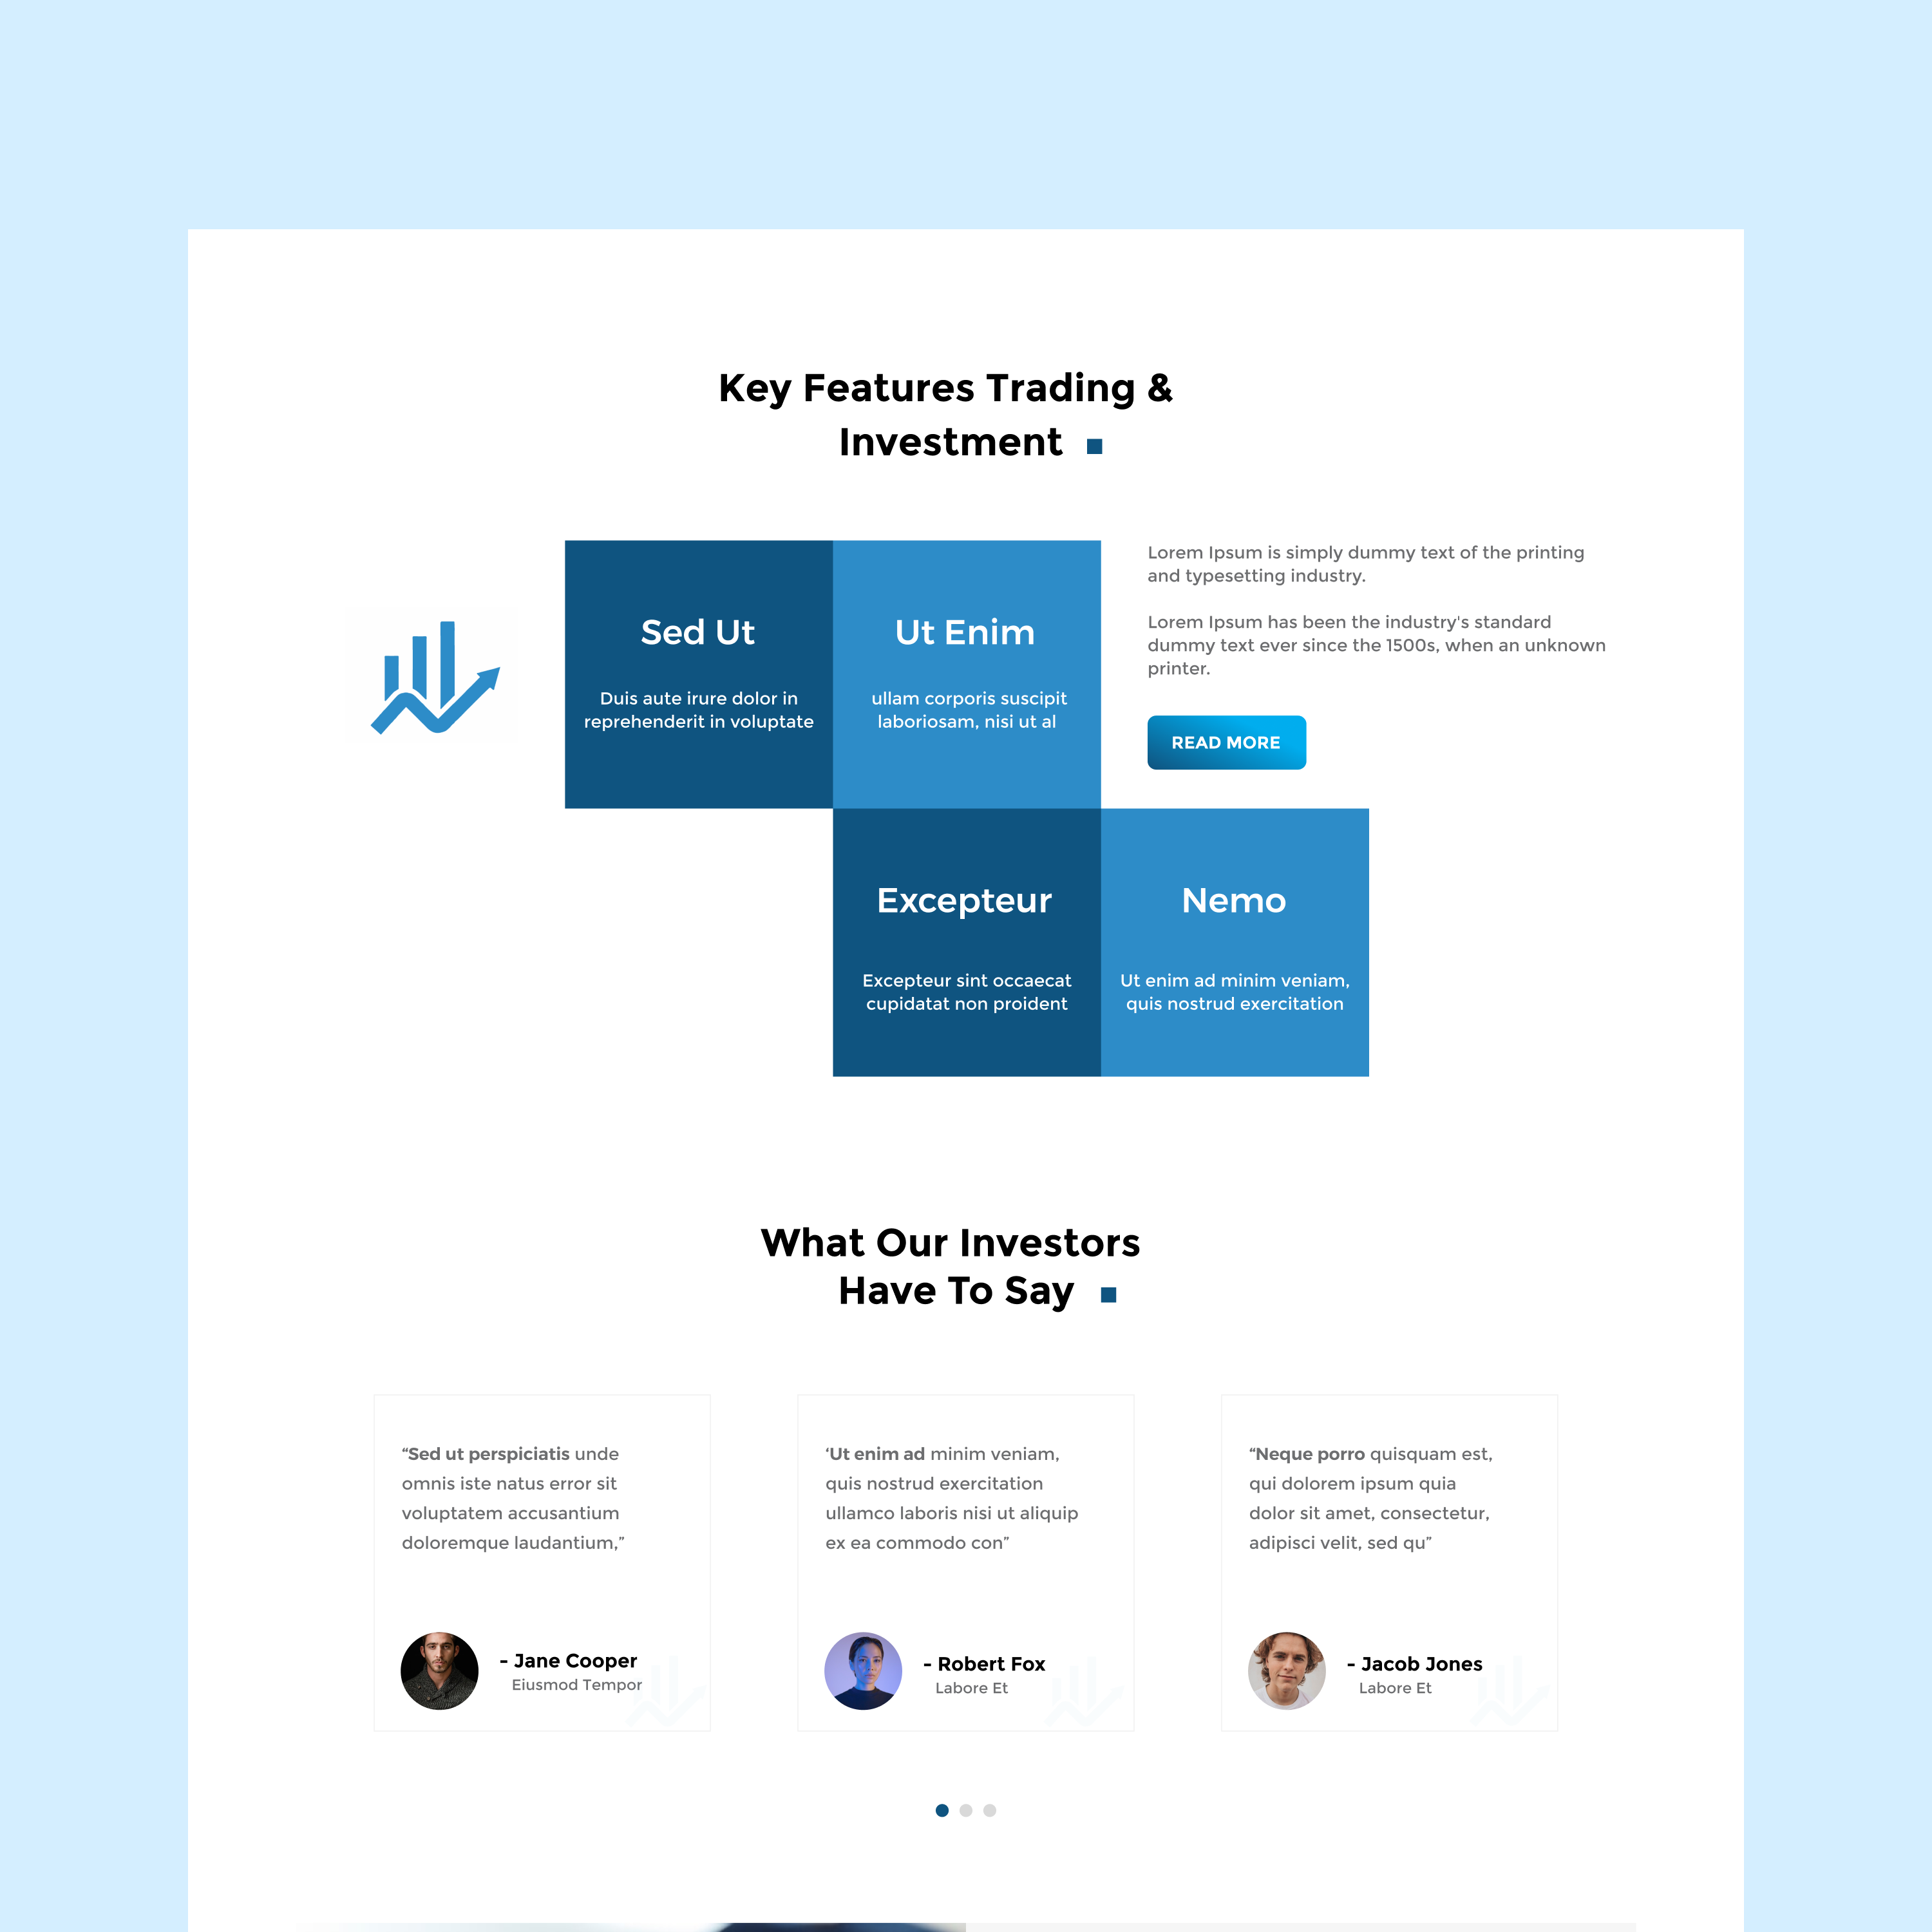 Key Features Trading &
Investment
Sed Ut
Duis aute irure dolor in
reprehenderit in voluptate
Ut Enim
ullam corporis suscipit
laboriosam, nisi ut al
Lorem Ipsum is simply dummy text of the printing
and typesetting industry.
Lorem Ipsum has been the industry's standard
dummy text ever since the 1500s, when an unknown
printer.
READ MORE
Excepteur
Excepteur sint occaecat
cupidatat non proident
Nemo
Ut enim ad minim veniam,
quis nostrud exercitation
What Our Investors
Have To Say
“Sed ut perspiciatis unde
omnis iste natus error sit
voluptatem accusantium
doloremque laudantium,”
- Jane Cooper
Eiusmod Tempor
‘Ut enim ad minim veniam,
quis nostrud exercitation
ullamco laboris nisi ut aliquip
ex ea commodo con”
- Robert Fox
Labore Et
“Neque porro quisquam est,
qui dolorem ipsum quia
dolor sit amet, consectetur,
adipisci velit, sed qu”
- Jacob Jones
Labore Et